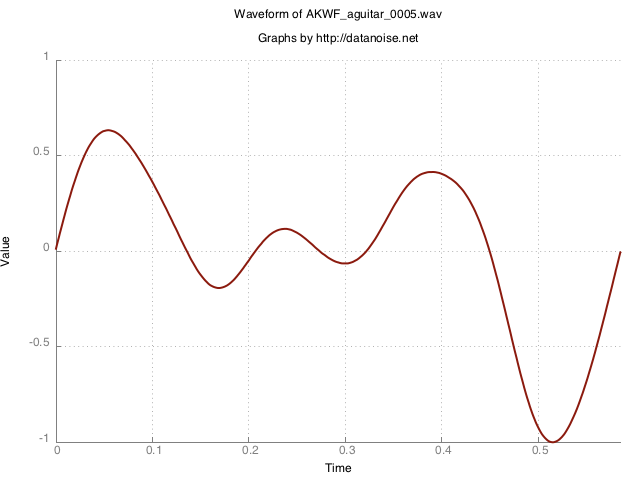 Waveform of AKWF_aguitar_0005.wav
Graphs by http://datanoise.net
1
0.5
0
-0.5
-1
Value
0 0.1 0.2 0.3 0.4 0.5
Time